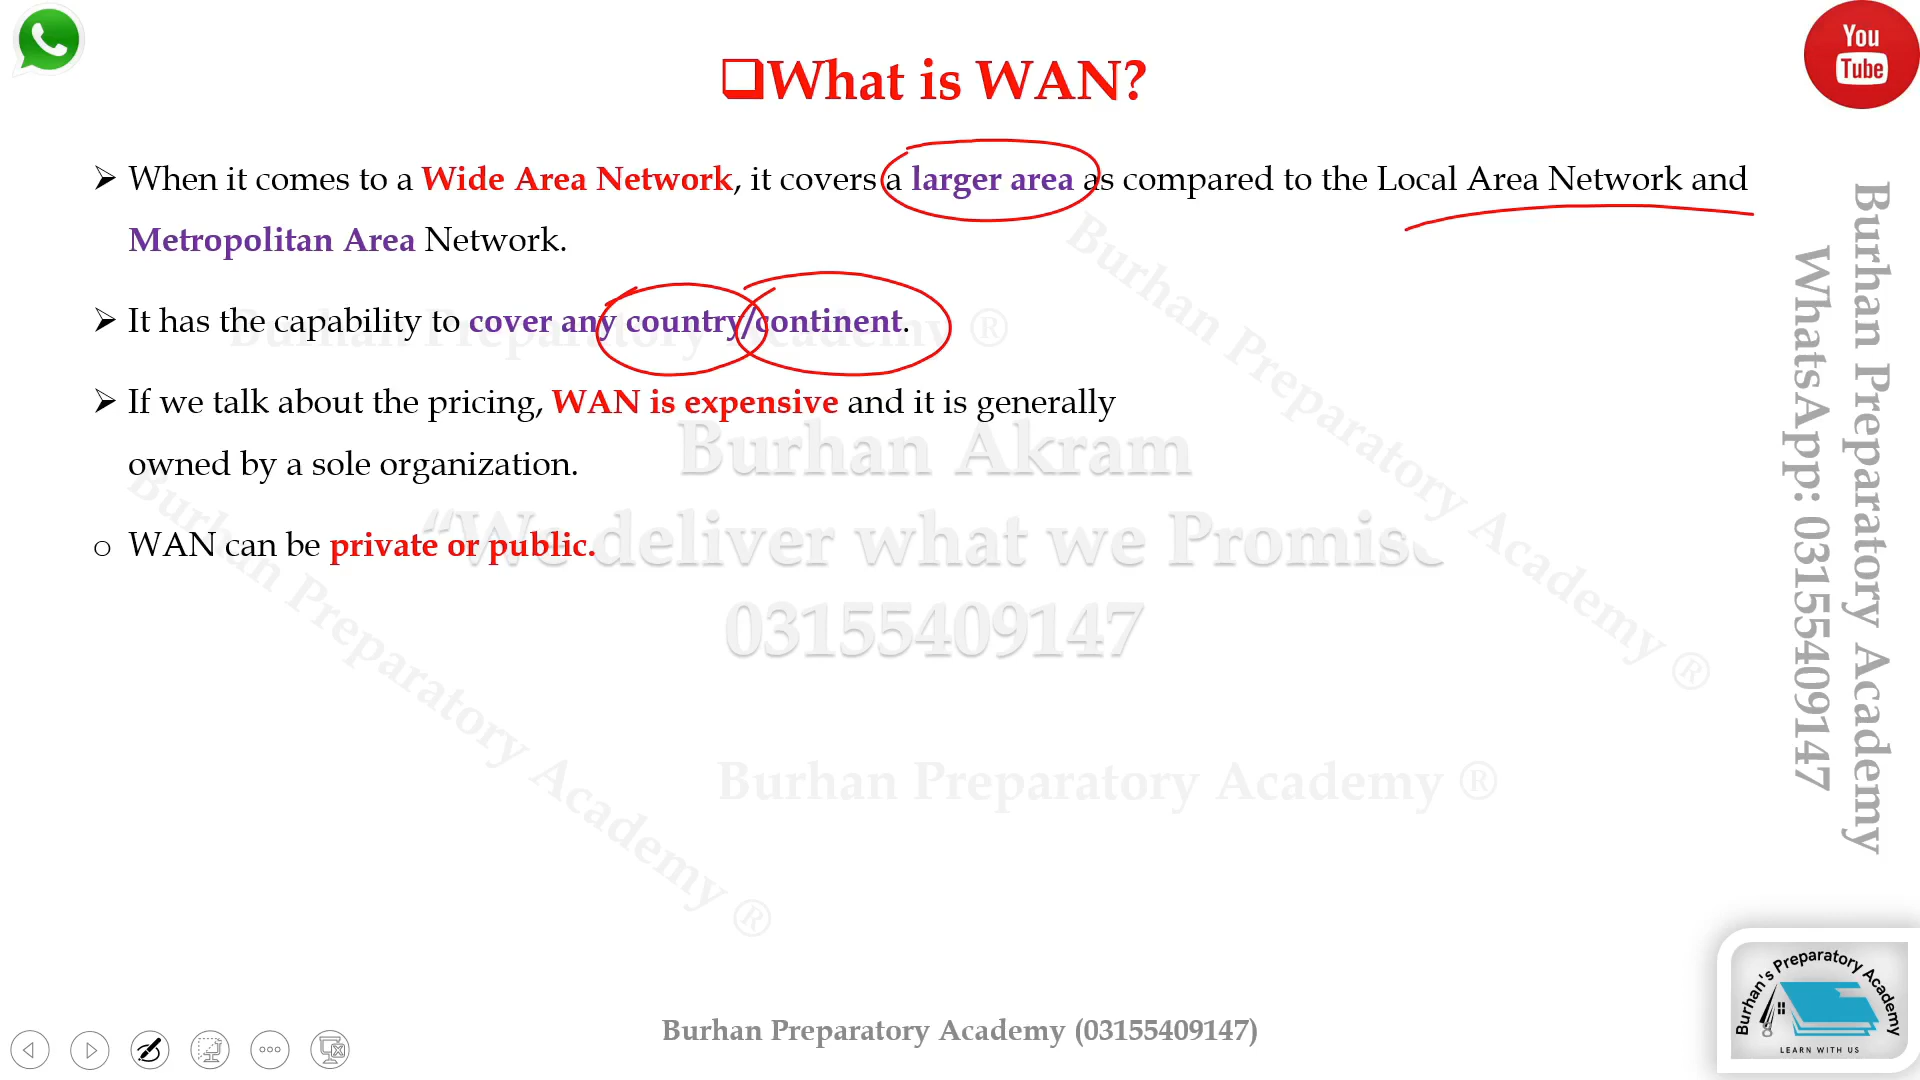 You
Tube
❑What is WAN?
➢ When it comes to a Wide Area Network, it covers a larger area as compared to the Local Area Network and
Metropolitan Area Network.
➢ It has the capability to cover any country/continent.
➢ If we talk about the pricing, WAN is expensive and it is generally
owned by a sole organization.
o WAN can be private or public.
Burhan Preparatory Academy ®
Burhan Preparatory Academy ®
Burhan Akram
“We deliver what we Promise
03155409147
Burhan Preparatory Academy ®
Burhan Preparatory Academy ®
Burhan Preparatory Academy
WhatsApp: 03155409147
Burhan Preparatory Academy (03155409147)
Burhan's Preparatory Academy
8
LEARN WITH US